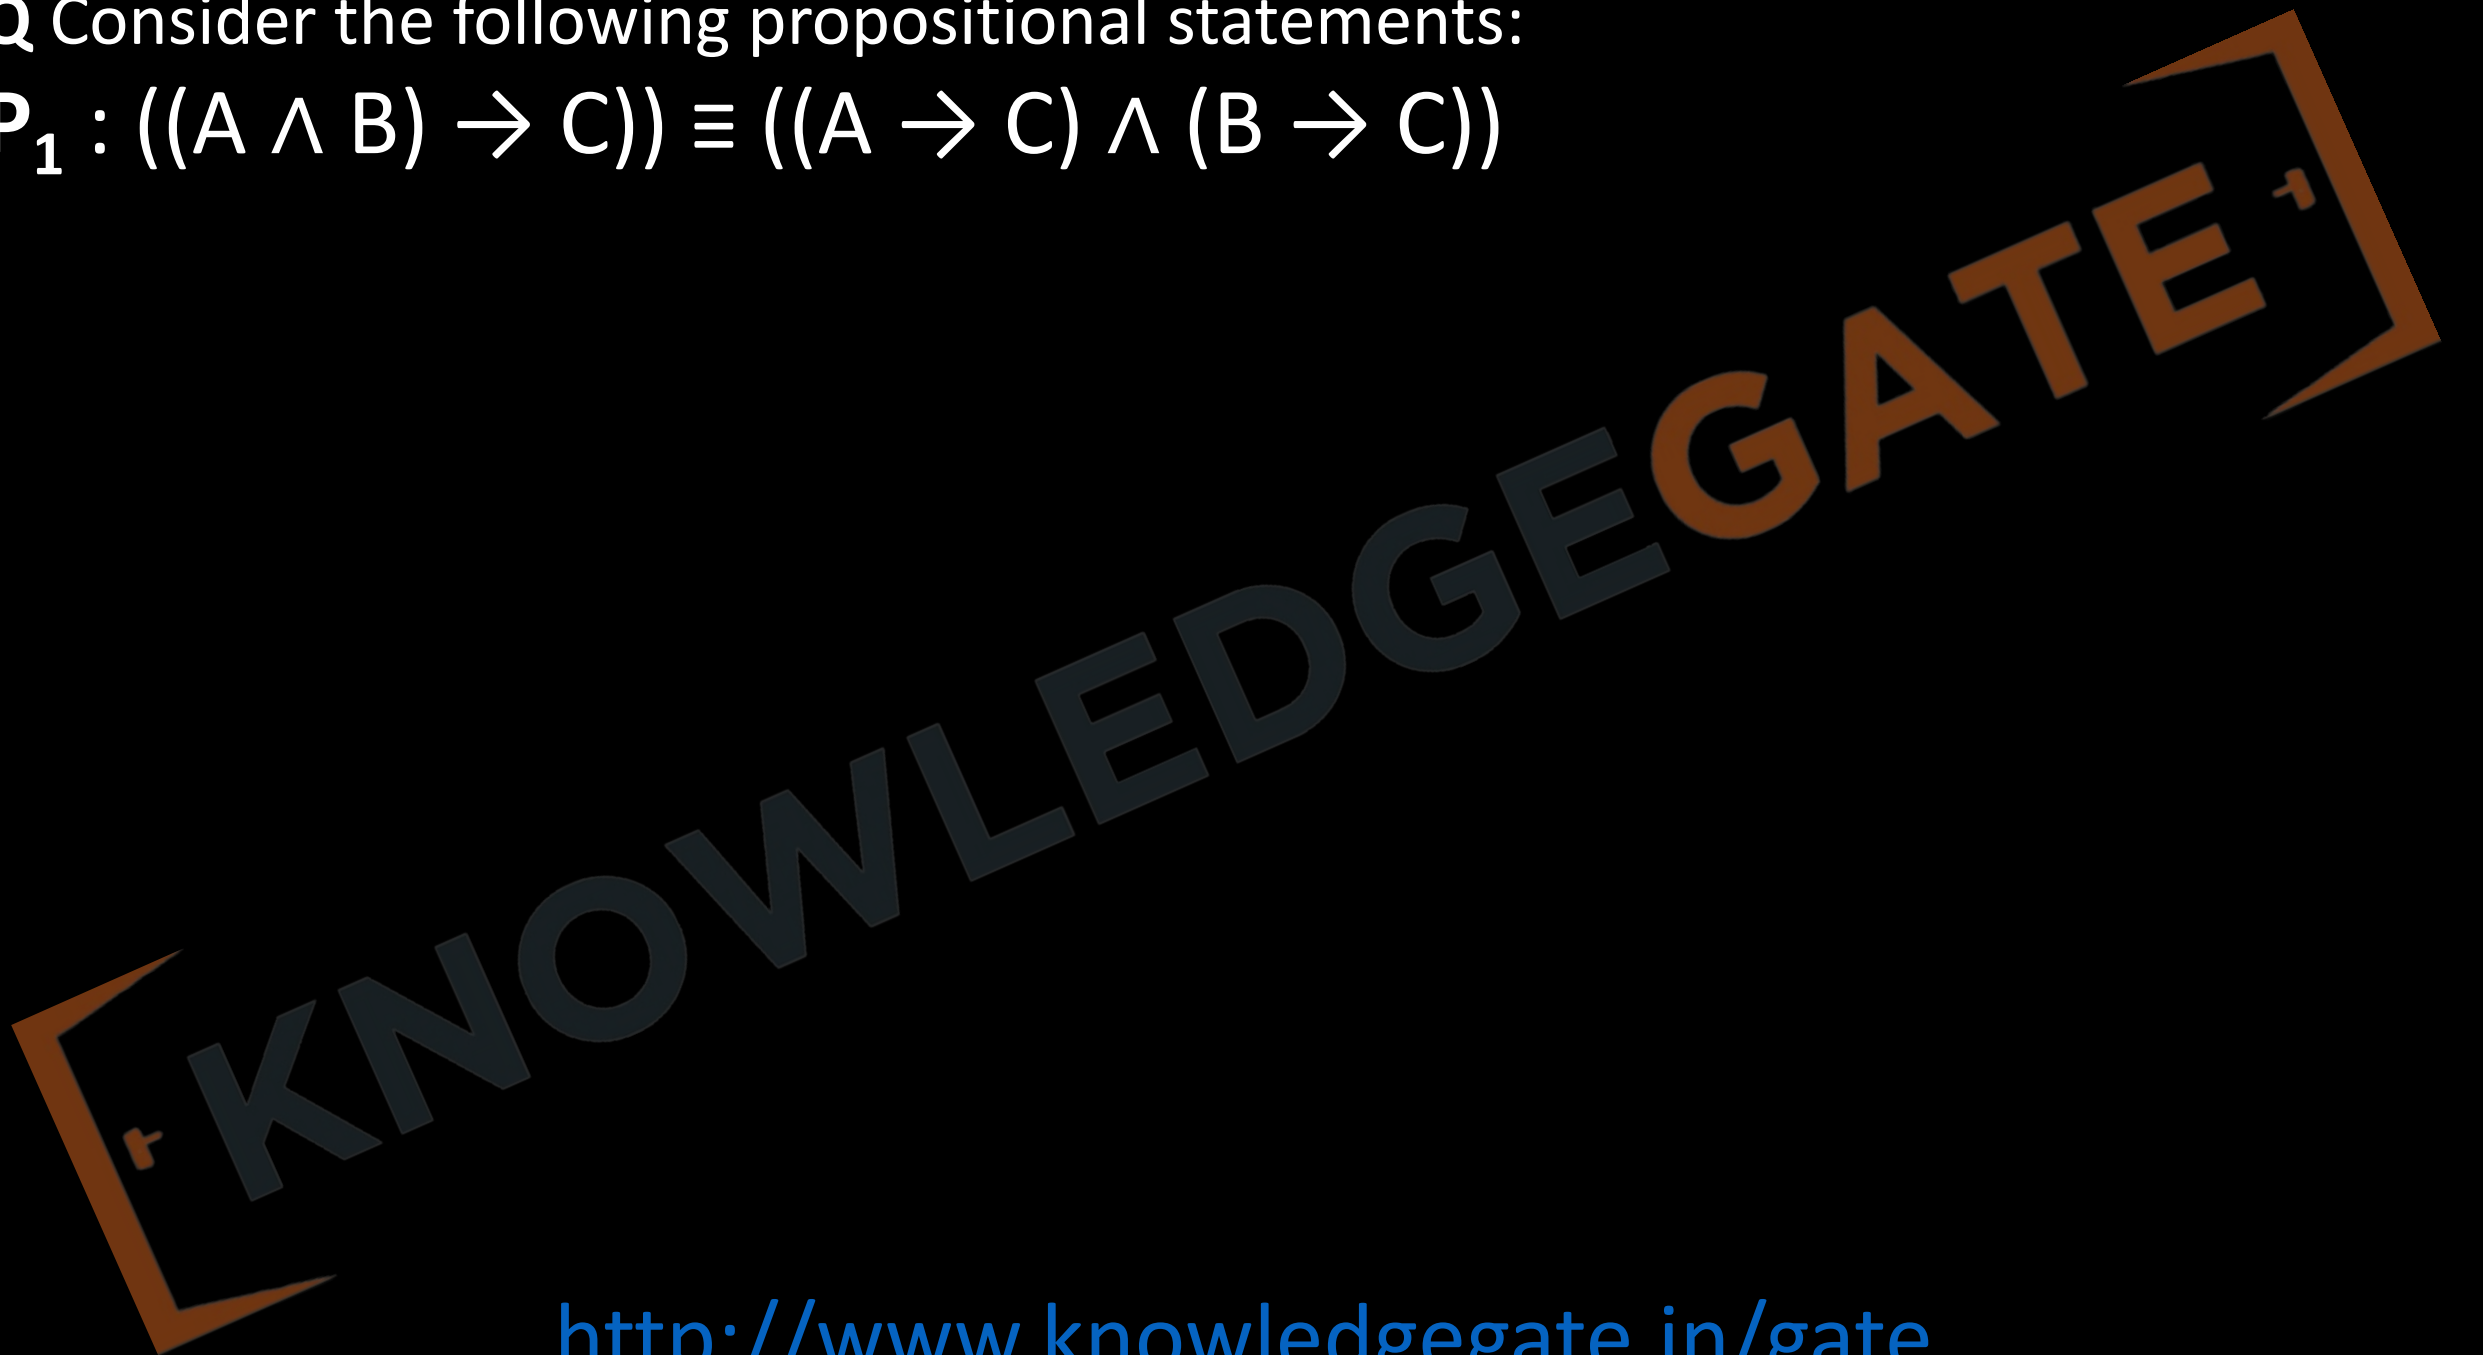 Q Consider the following propositional statements:
P₁ : ((A ∧ B) → C)) ≡ ((A → C) ∧ (B → C))
KNOWLEDGEGATE
http://www.knowledgegate.in/gate